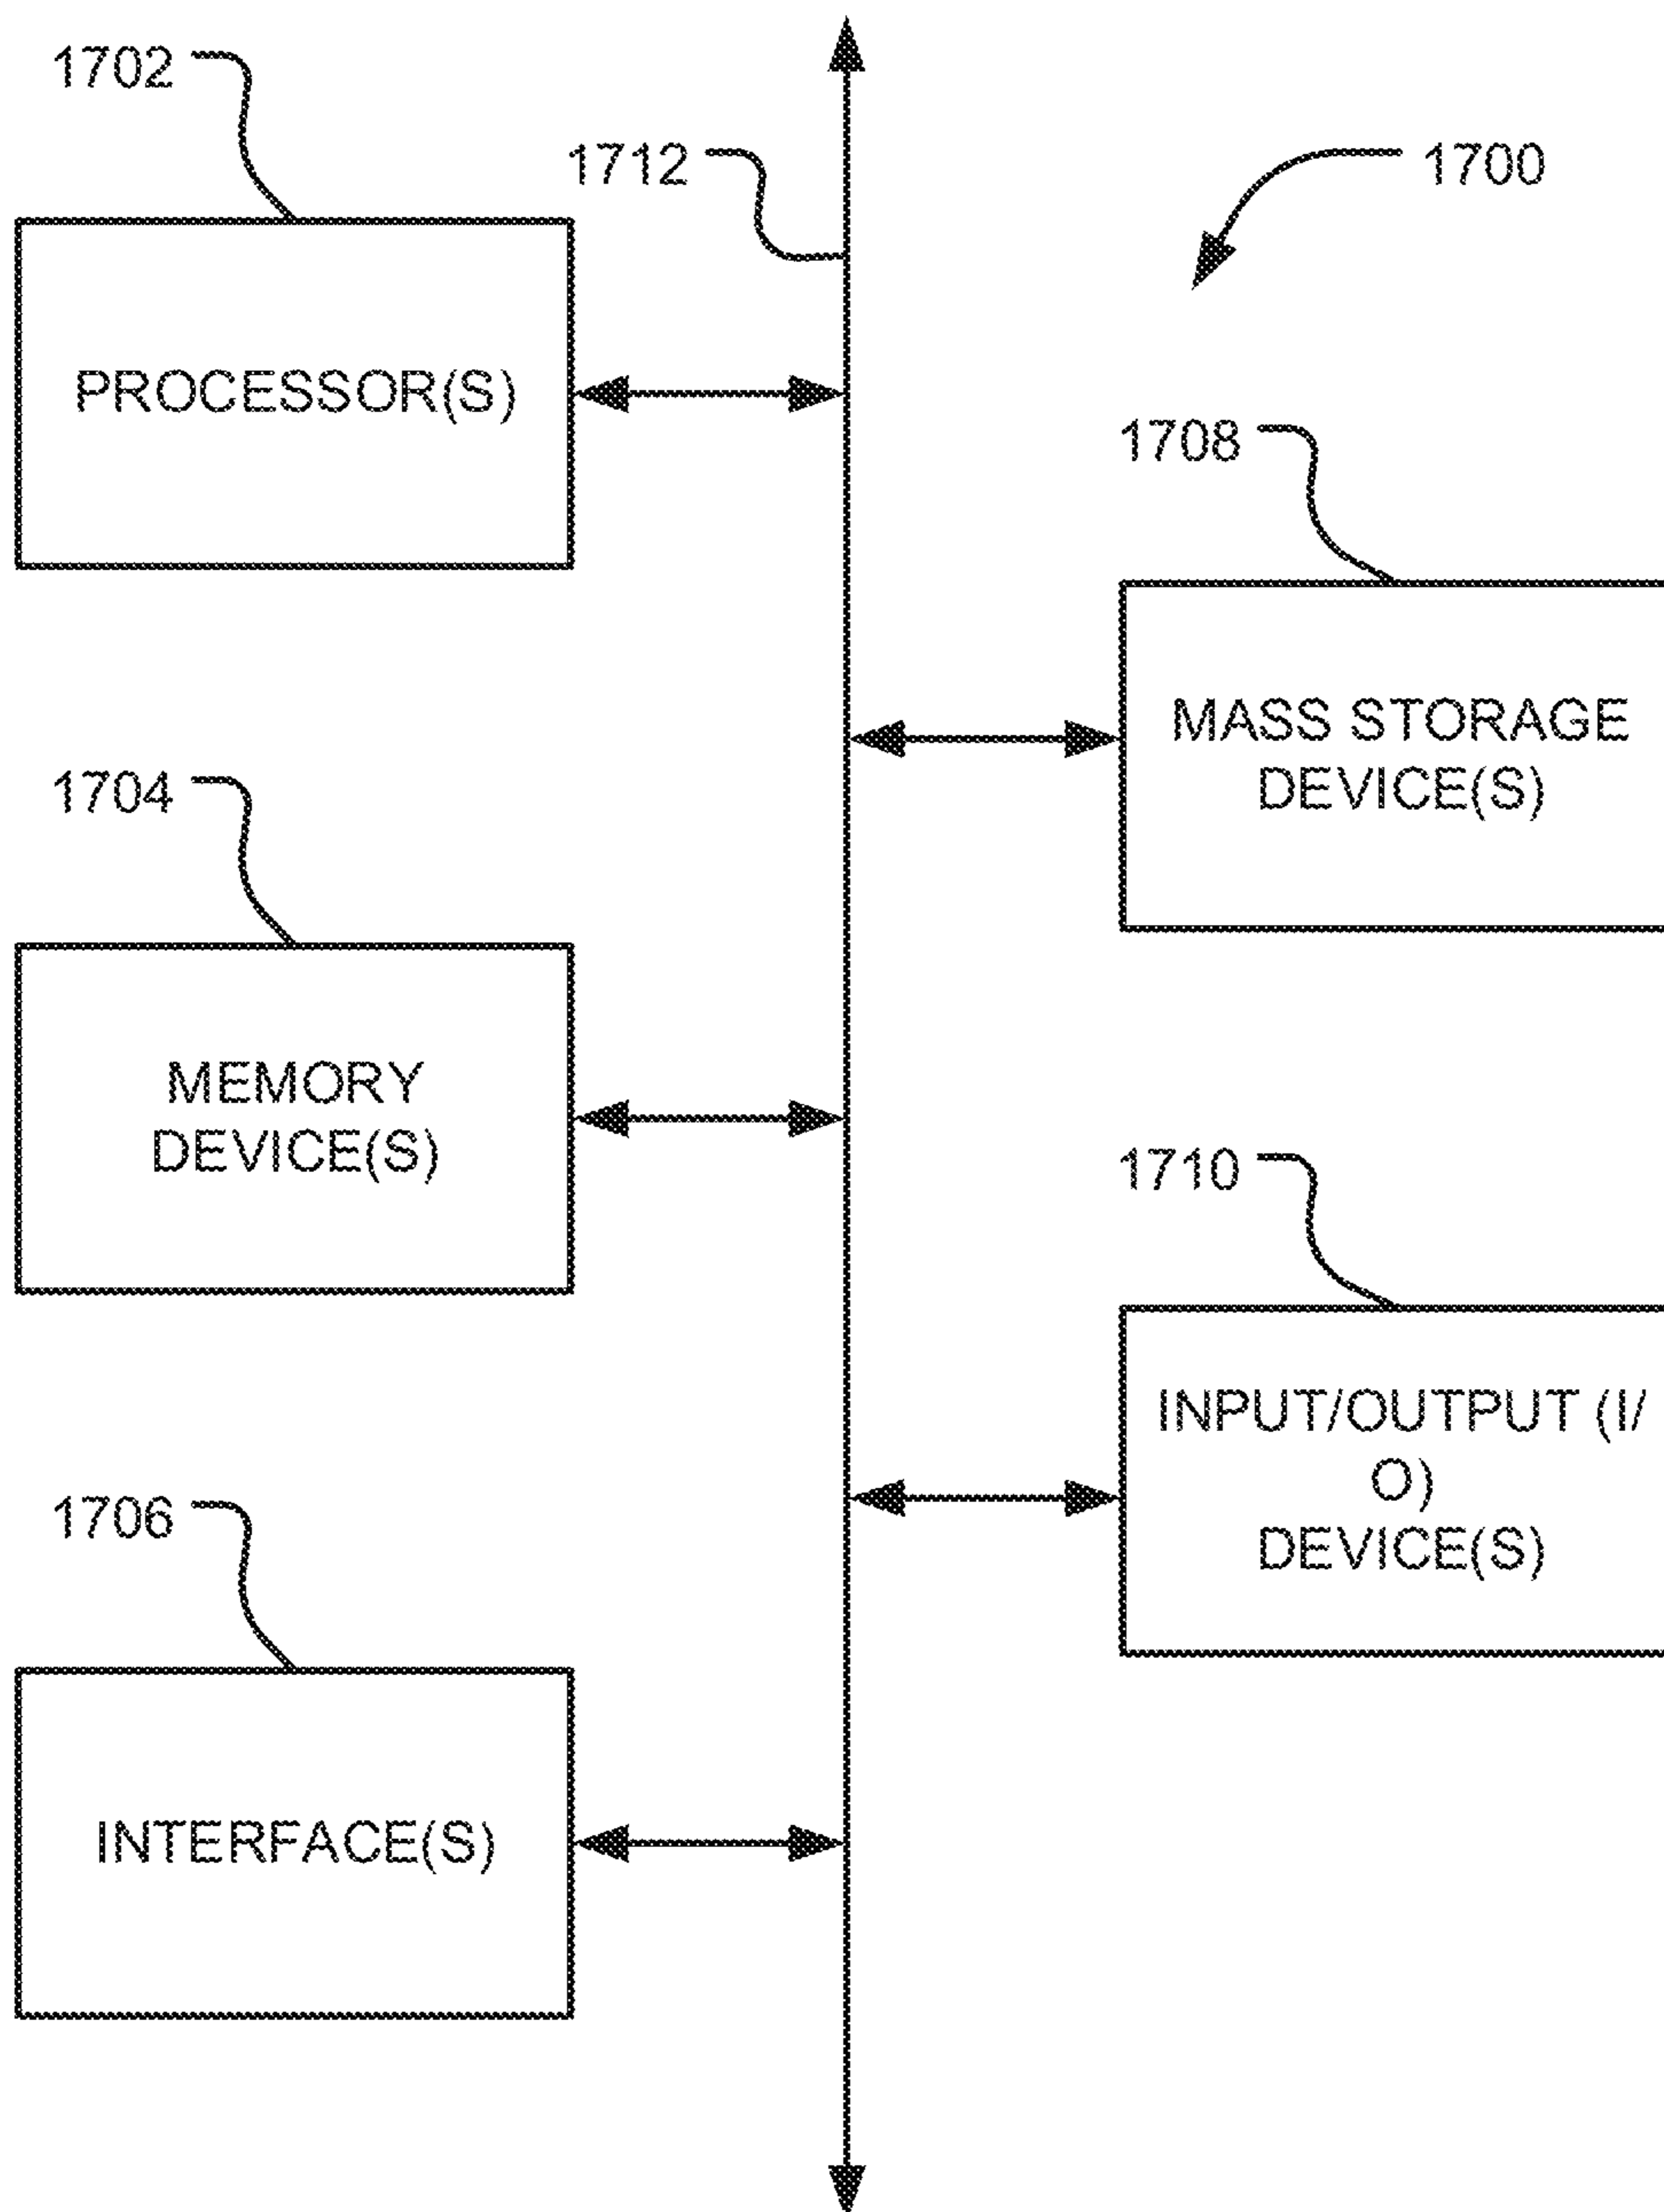 1702
1712
1700
PROCESSOR(S)
1708
MASS STORAGE
DEVICE(S)
1704
MEMORY
DEVICE(S)
1710
INPUT/OUTPUT (I/
O)
DEVICE(S)
1706
INTERFACE(S)